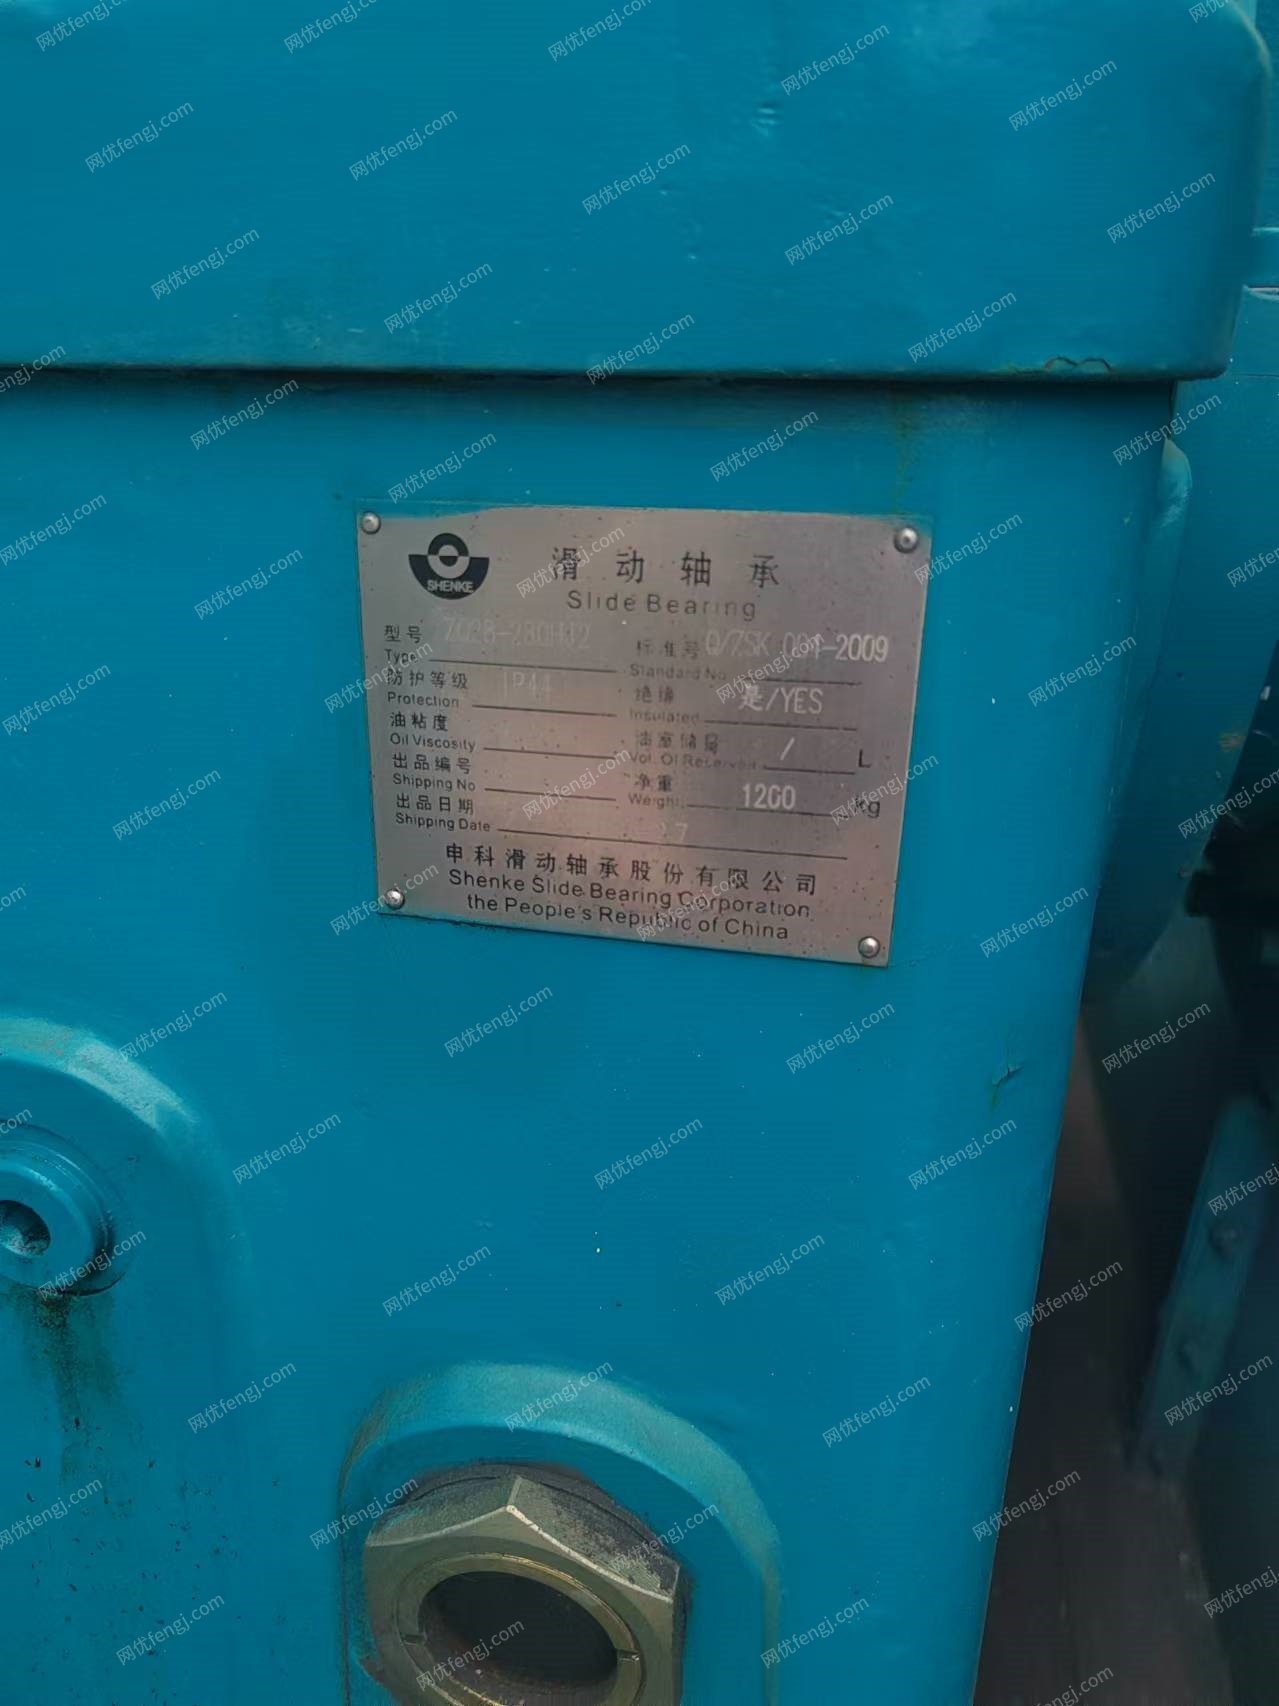 SHENKE
滑动轴承
Slide Bearing
型号
Type
标准号 Q/ZSK 001-2009
Standard No
防护等级 IP44
Protection
绝缘 是/YES
Insulated
油粘度
Oil Viscosity
油室储量 / L
Vol. Of Reservoir
出品编号
Shipping No
净重 1200 kg
Weight
出品日期
Shipping Date
申科滑动轴承股份有限公司
Shenke Slide Bearing Corporation
the People's Republic of China
网优fengj.com